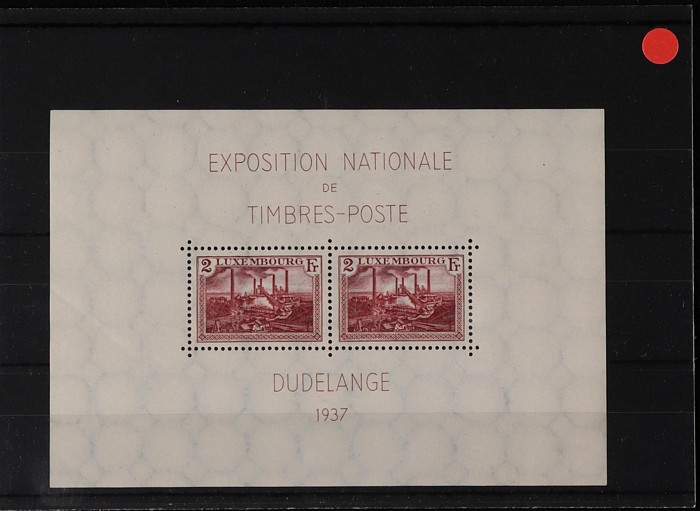 EXPOSITION NATIONALE
DE
TIMBRES-POSTE
2 LUXEMBOURG Fr
2 LUXEMBOURG Fr
DUDELANGE
1937